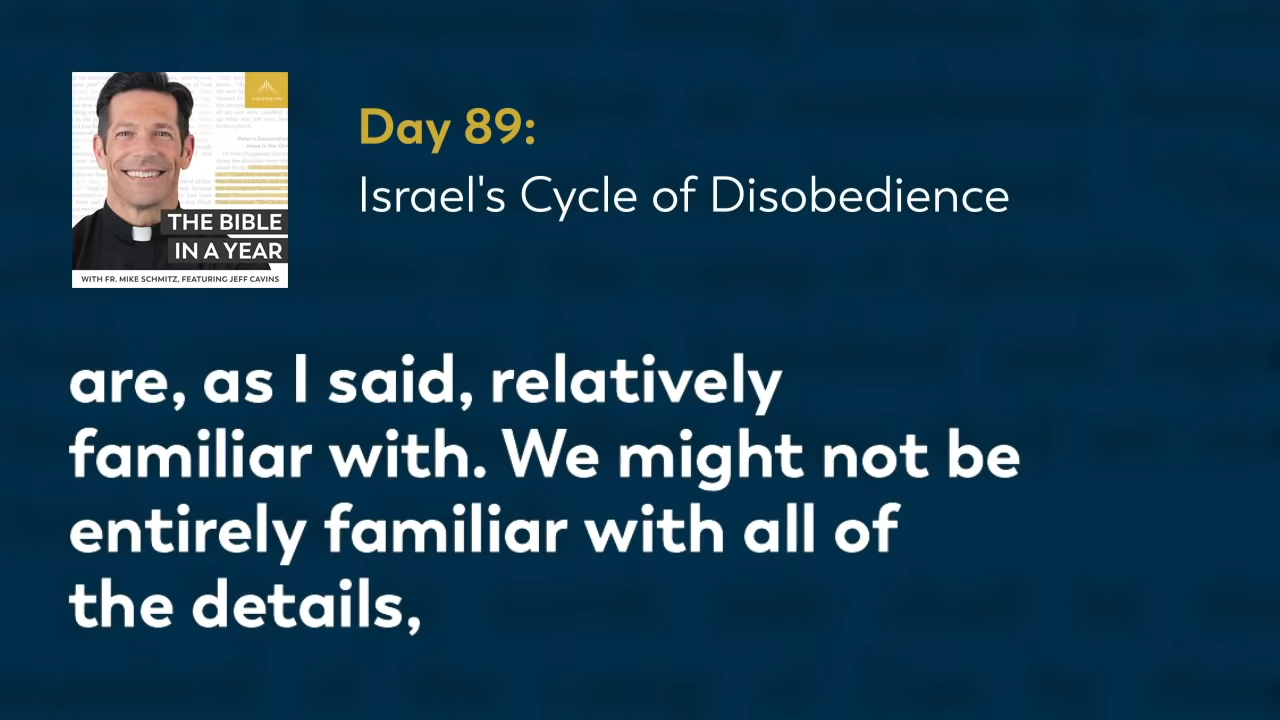 THE BIBLE
IN A YEAR
WITH FR. MIKE SCHMITZ, FEATURING JEFF CAVINS
Day 89:
Israel's Cycle of Disobedience
are, as I said, relatively
familiar with. We might not be
entirely familiar with all of
the details,